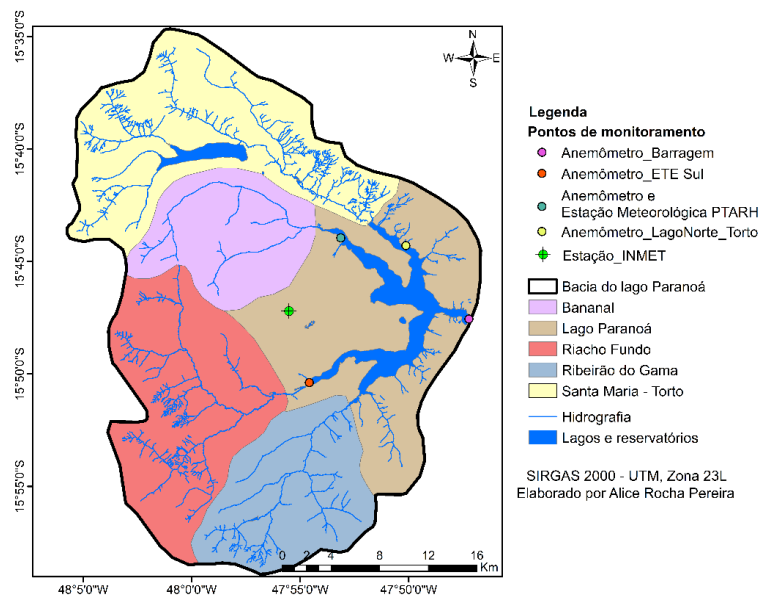 15°35'0"S
15°40'0"S
15°45'0"S
15°50'0"S
15°55'0"S
48°5'0"W
48°0'0"W
47°55'0"W
47°50'0"W
N
W
E
S
0 2 4 8 12 16
Km
Legenda
Pontos de monitoramento
Anemômetro_Barragem
Anemômetro_ETE Sul
Anemômetro e
Estação Meteorológica PTARH
Anemômetro_LagoNorte_Torto
Estação_INMET
Bacia do lago Paranoá
Bananal
Lago Paranoá
Riacho Fundo
Ribeirão do Gama
Santa Maria - Torto
Hidrografia
Lagos e reservatórios
SIRGAS 2000 - UTM, Zona 23L
Elaborado por Alice Rocha Pereira